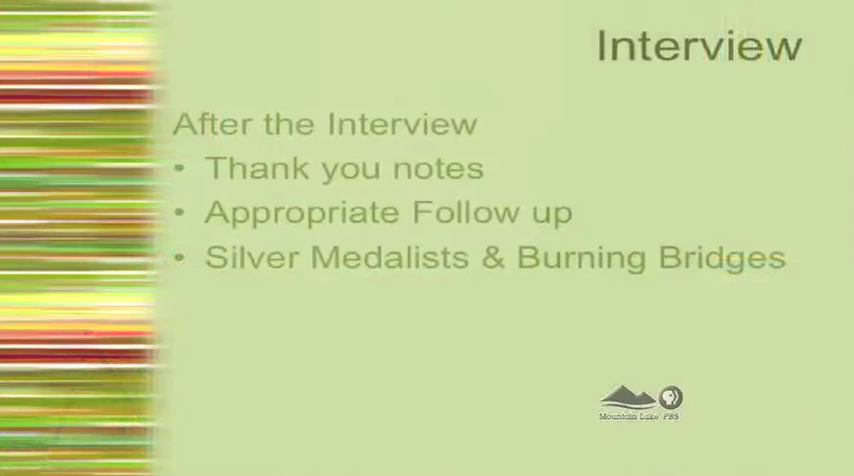 Interview
After the Interview
• Thank you notes
• Appropriate Follow up
• Silver Medalists & Burning Bridges
Mountain Lake PBS